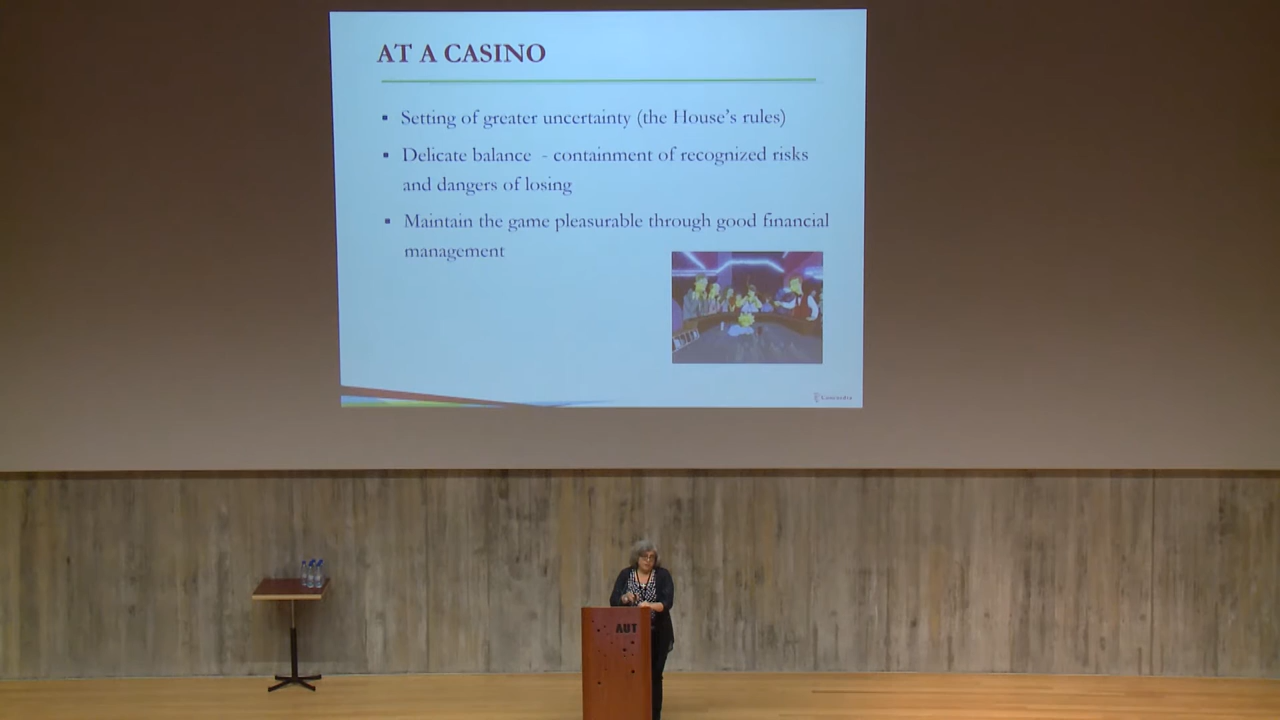 AT A CASINO
▪ Setting of greater uncertainty (the House's rules)
▪ Delicate balance - containment of recognized risks
and dangers of losing
▪ Maintain the game pleasurable through good financial
management
Concordia
AUT